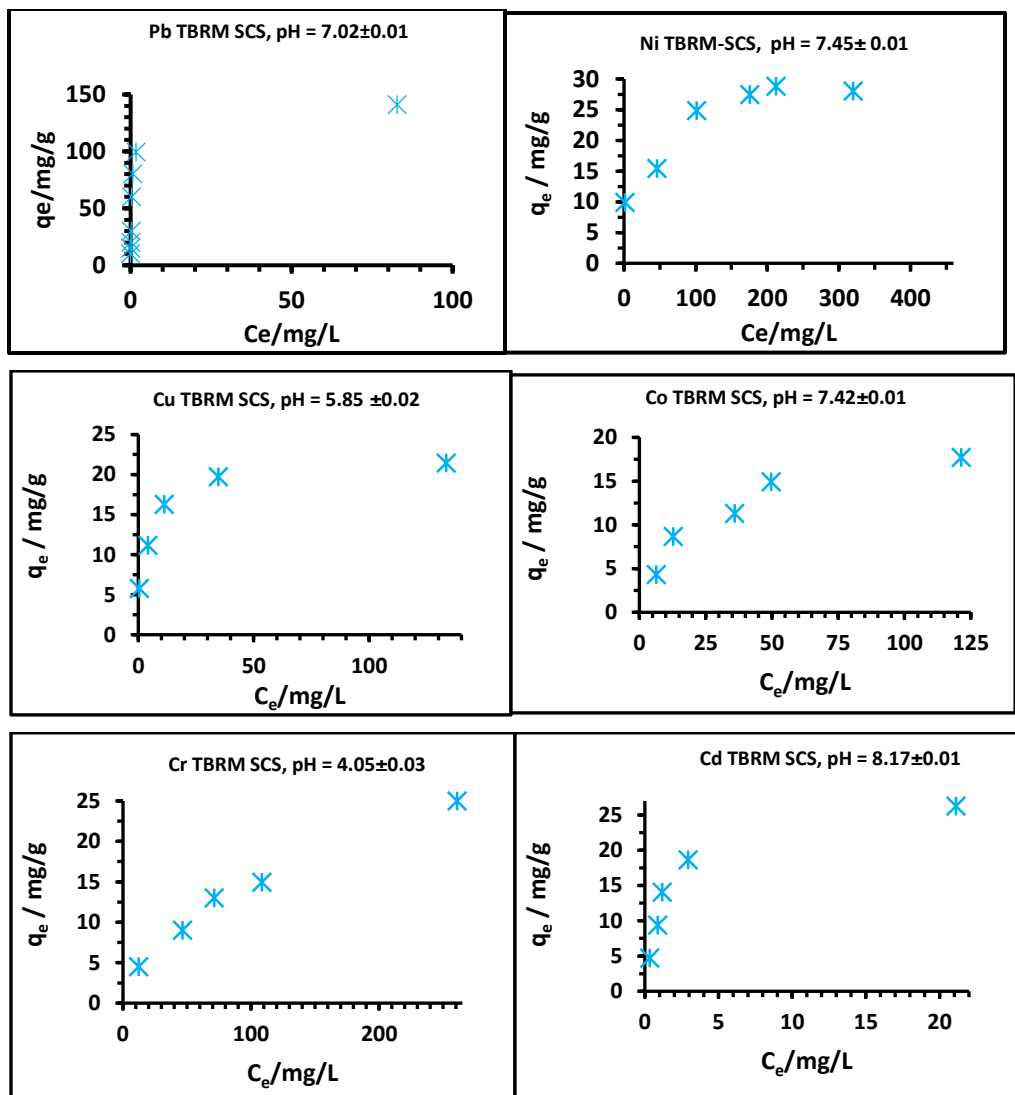 Pb TBRM SCS, pH = 7.02±0.01
qe/mg/g
150
100
50
0
0 50 100
Ce/mg/L
Ni TBRM-SCS, pH = 7.45± 0.01
qe / mg/g
30
25
20
15
10
5
0
0 100 200 300 400
Ce/mg/L
Cu TBRM SCS, pH = 5.85 ±0.02
qe / mg/g
25
20
15
10
5
0
0 50 100
Ce/mg/L
Co TBRM SCS, pH = 7.42±0.01
qe / mg/g
20
15
10
5
0
0 25 50 75 100 125
Ce/mg/L
Cr TBRM SCS, pH = 4.05±0.03
qe / mg/g
25
20
15
10
5
0
0 100 200
Ce/mg/L
Cd TBRM SCS, pH = 8.17±0.01
qe / mg/g
25
20
15
10
5
0
0 5 10 15 20
Ce/mg/L